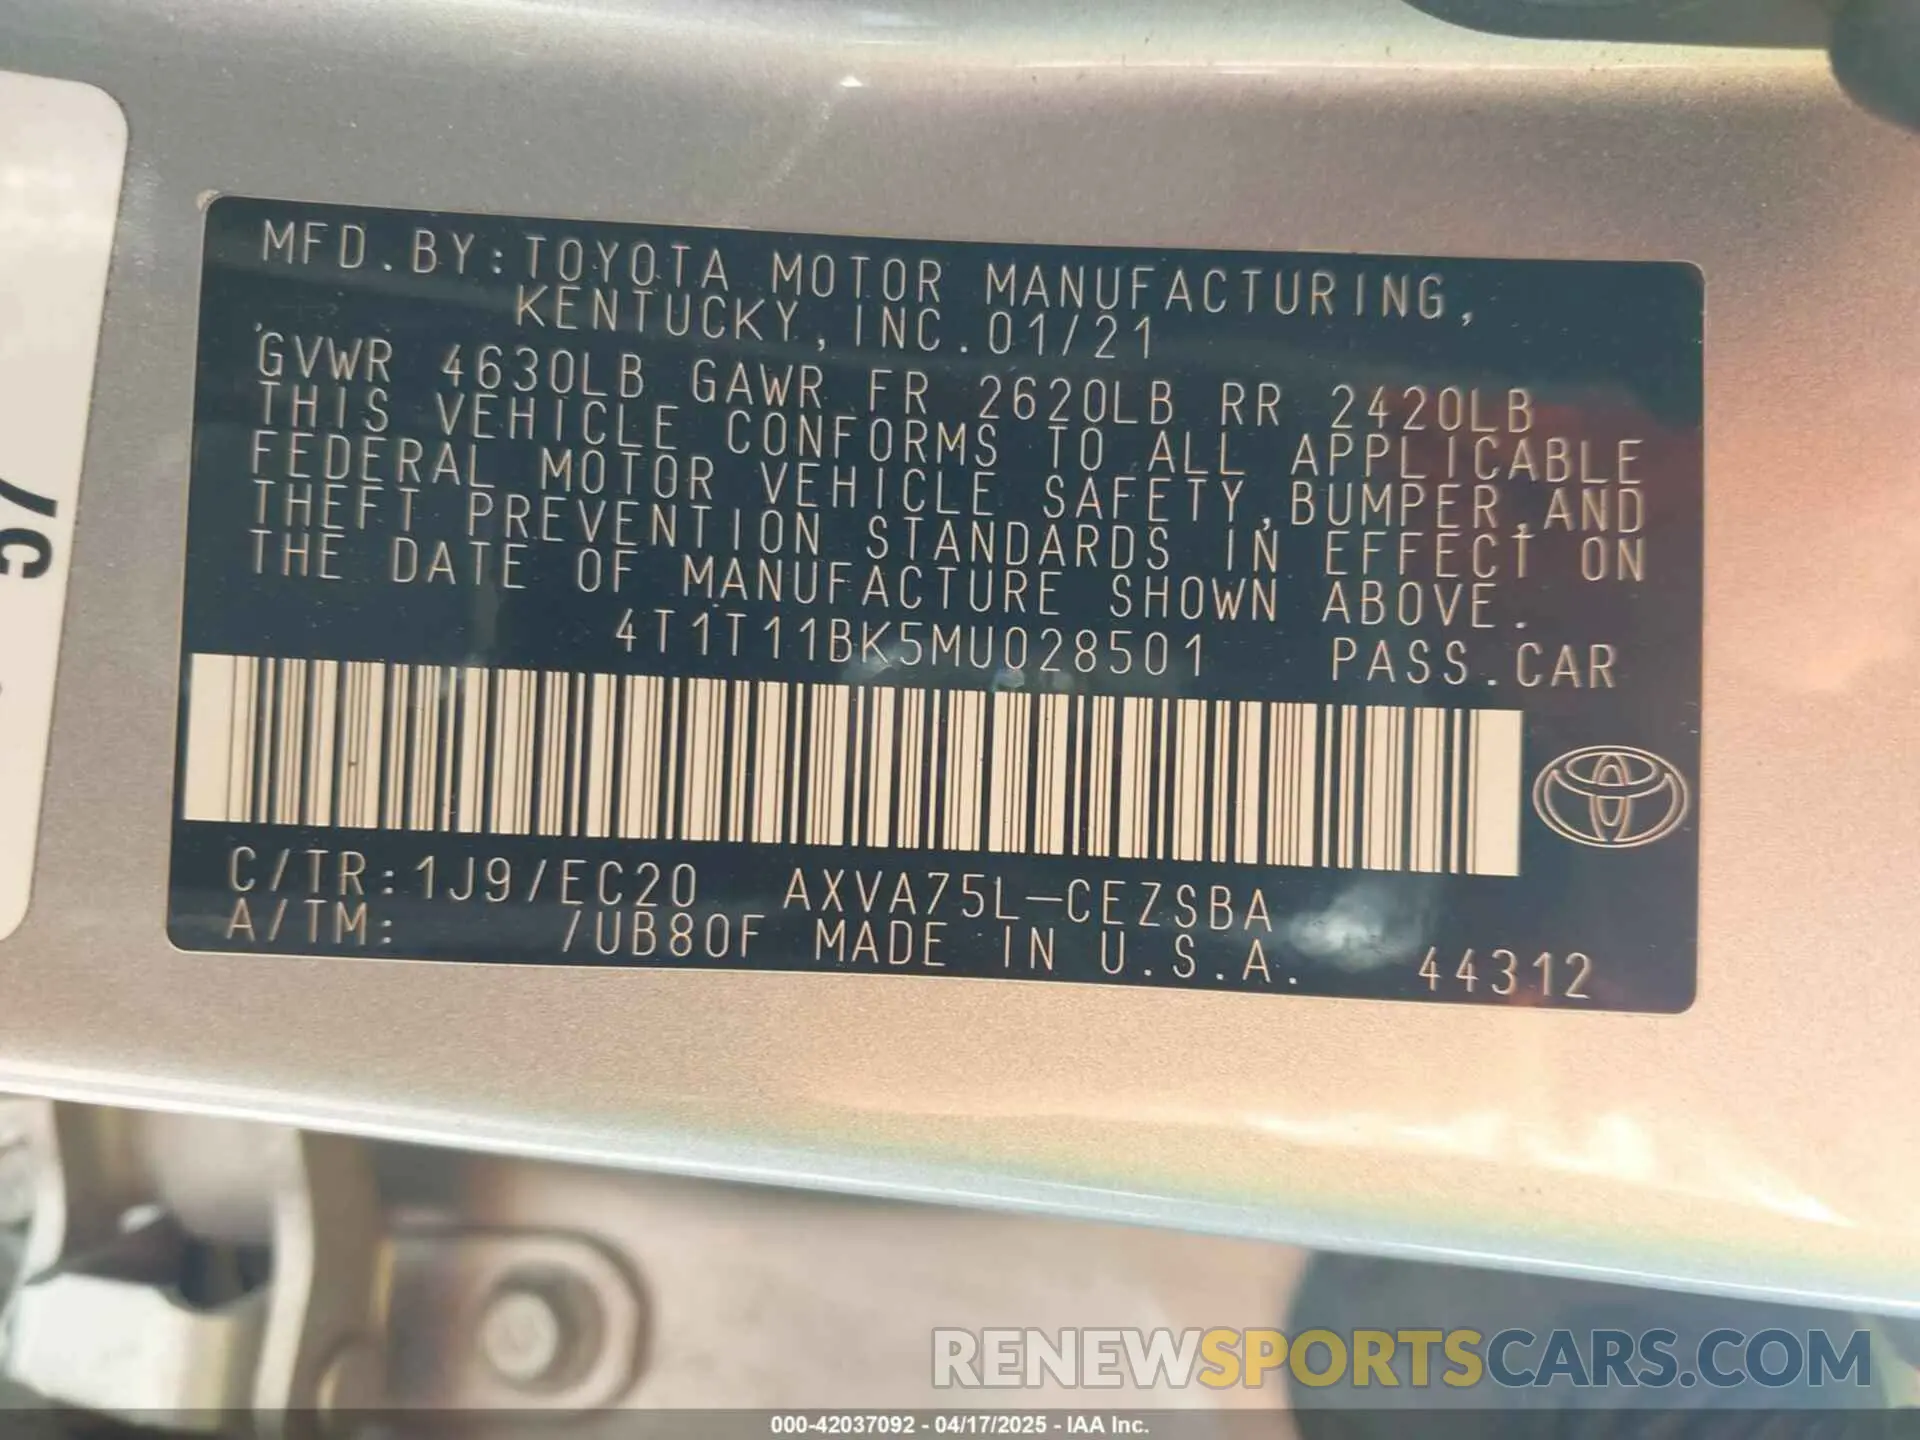 MFD.BY:TOYOTA MOTOR MANUFACTURING,
KENTUCKY,INC.01/21
GVWR 4630LB GAWR FR 2620LB RR 2420LB
THIS VEHICLE CONFORMS TO ALL APPLICABLE
FEDERAL MOTOR VEHICLE SAFETY,BUMPER,AND
THEFT PREVENTION STANDARDS IN EFFECT ON
THE DATE OF MANUFACTURE SHOWN ABOVE.
4T1T11BK5MU028501 PASS.CAR
C/TR:1J9/EC20 AXVA75L-CEZSBA
A/TM: /UB80F MADE IN U.S.A. 44312
RENEWSPORTSCARS.COM
000-42037092 - 04/17/2025 - IAA Inc.